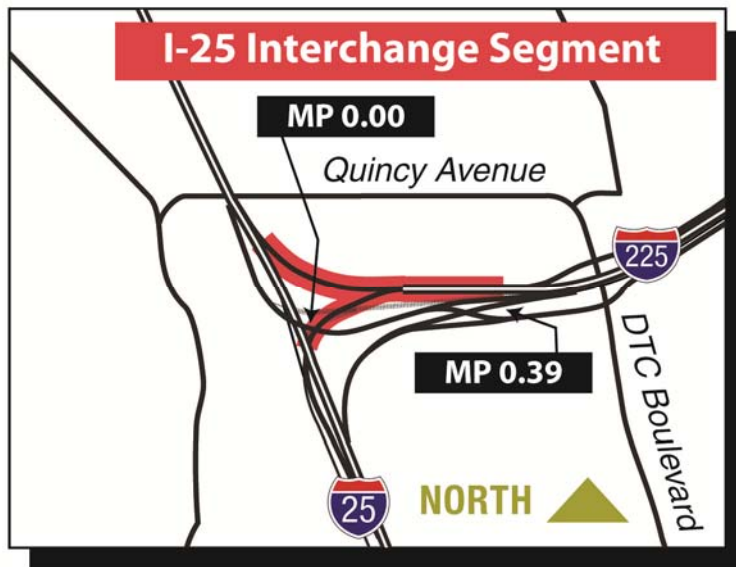 I-25 Interchange Segment
MP 0.00
Quincy Avenue
225
DTC Boulevard
MP 0.39
25
NORTH